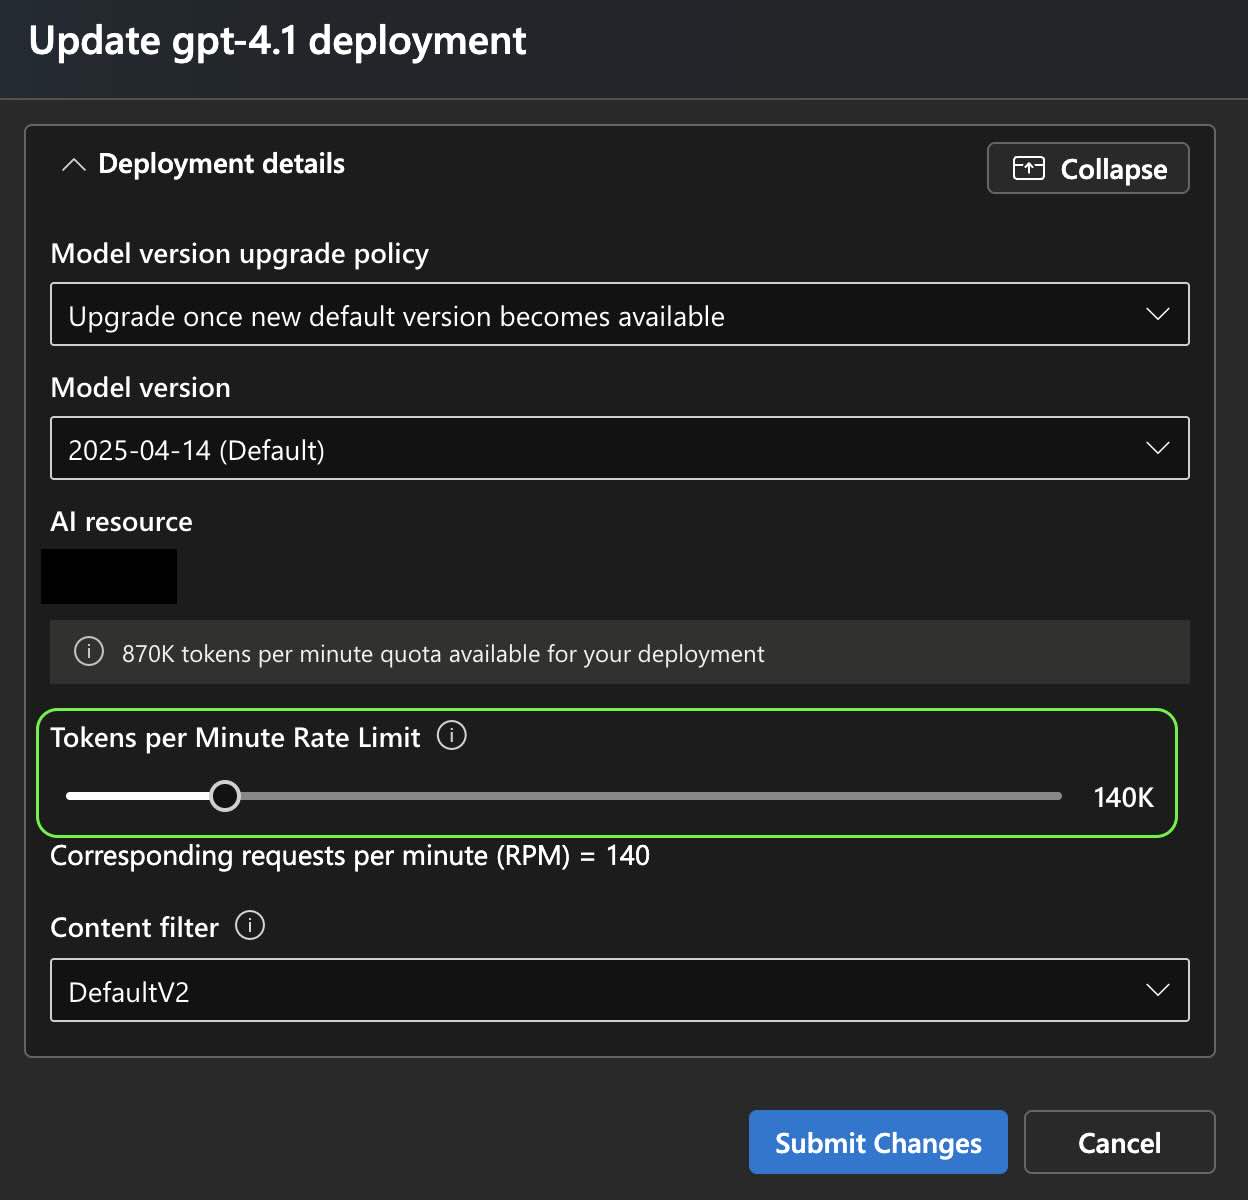 Update gpt-4.1 deployment
Deployment details
Collapse
Model version upgrade policy
Upgrade once new default version becomes available
Model version
2025-04-14 (Default)
AI resource
870K tokens per minute quota available for your deployment
Tokens per Minute Rate Limit
140K
Corresponding requests per minute (RPM) = 140
Content filter
DefaultV2
Submit Changes
Cancel